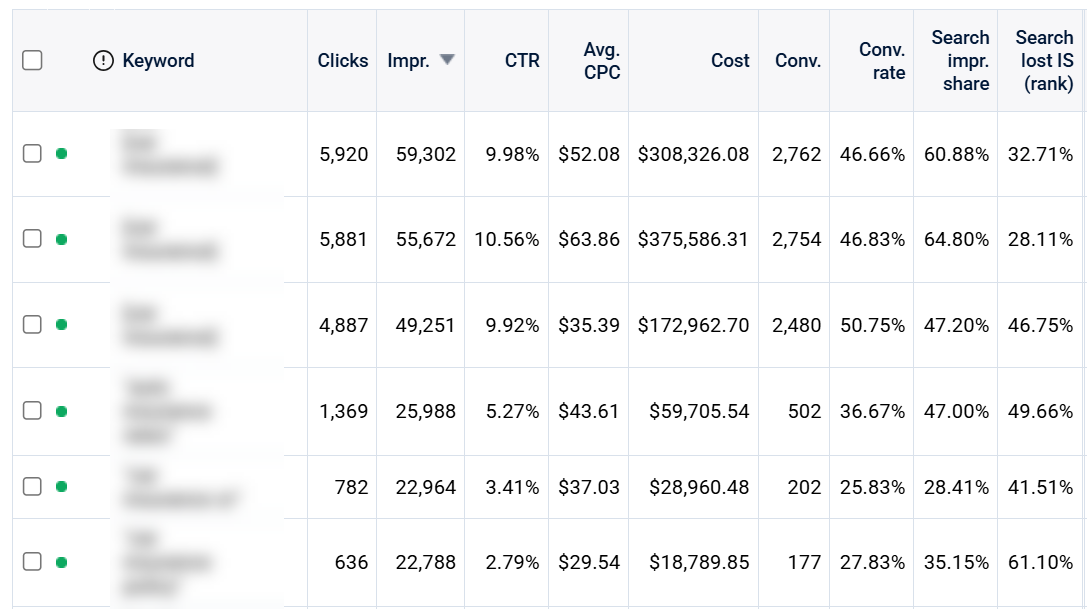 Keyword Clicks Impr. CTR Avg. CPC Cost Conv. Conv. rate Search impr. share Search lost IS (rank)
5,920 59,302 9.98% $52.08 $308,326.08 2,762 46.66% 60.88% 32.71%
5,881 55,672 10.56% $63.86 $375,586.31 2,754 46.83% 64.80% 28.11%
4,887 49,251 9.92% $35.39 $172,962.70 2,480 50.75% 47.20% 46.75%
1,369 25,988 5.27% $43.61 $59,705.54 502 36.67% 47.00% 49.66%
782 22,964 3.41% $37.03 $28,960.48 202 25.83% 28.41% 41.51%
636 22,788 2.79% $29.54 $18,789.85 177 27.83% 35.15% 61.10%